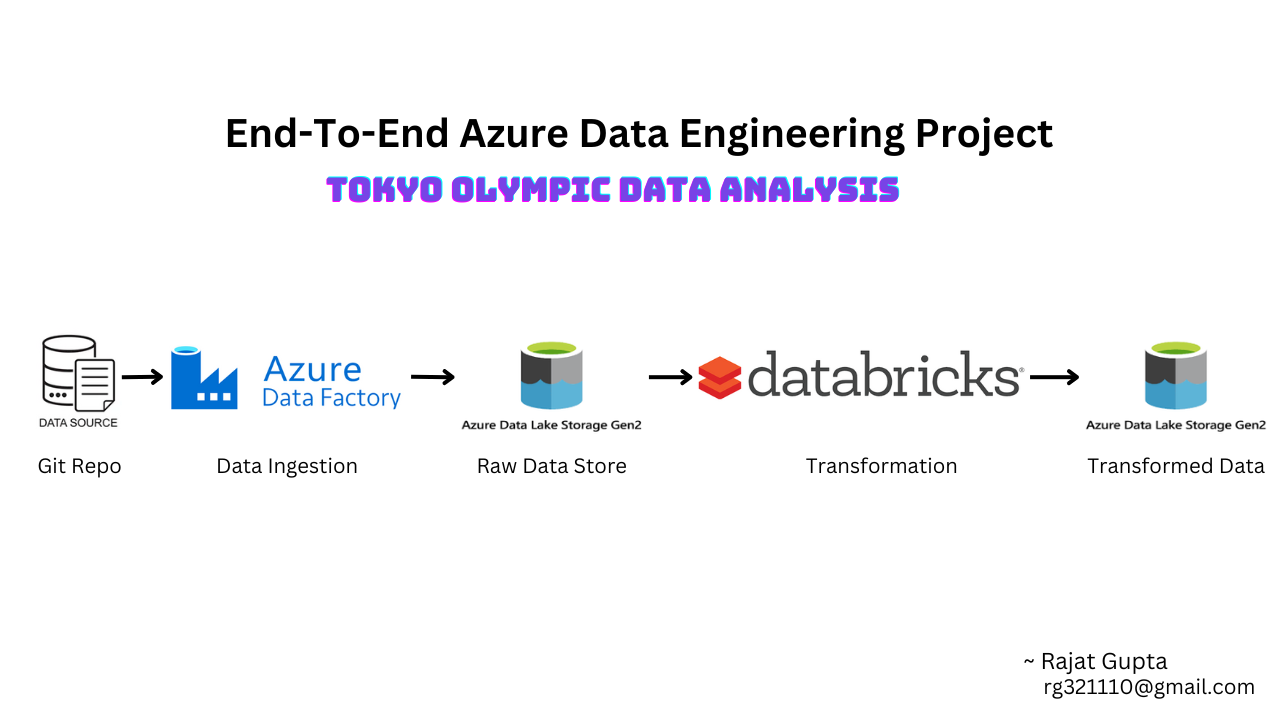 End-To-End Azure Data Engineering Project
TOKYO OLYMPIC DATA ANALYSIS
DATA SOURCE
Azure
Data Factory
Azure Data Lake Storage Gen2
databricks®
Azure Data Lake Storage Gen2
Git Repo
Data Ingestion
Raw Data Store
Transformation
Transformed Data
~ Rajat Gupta
rg321110@gmail.com